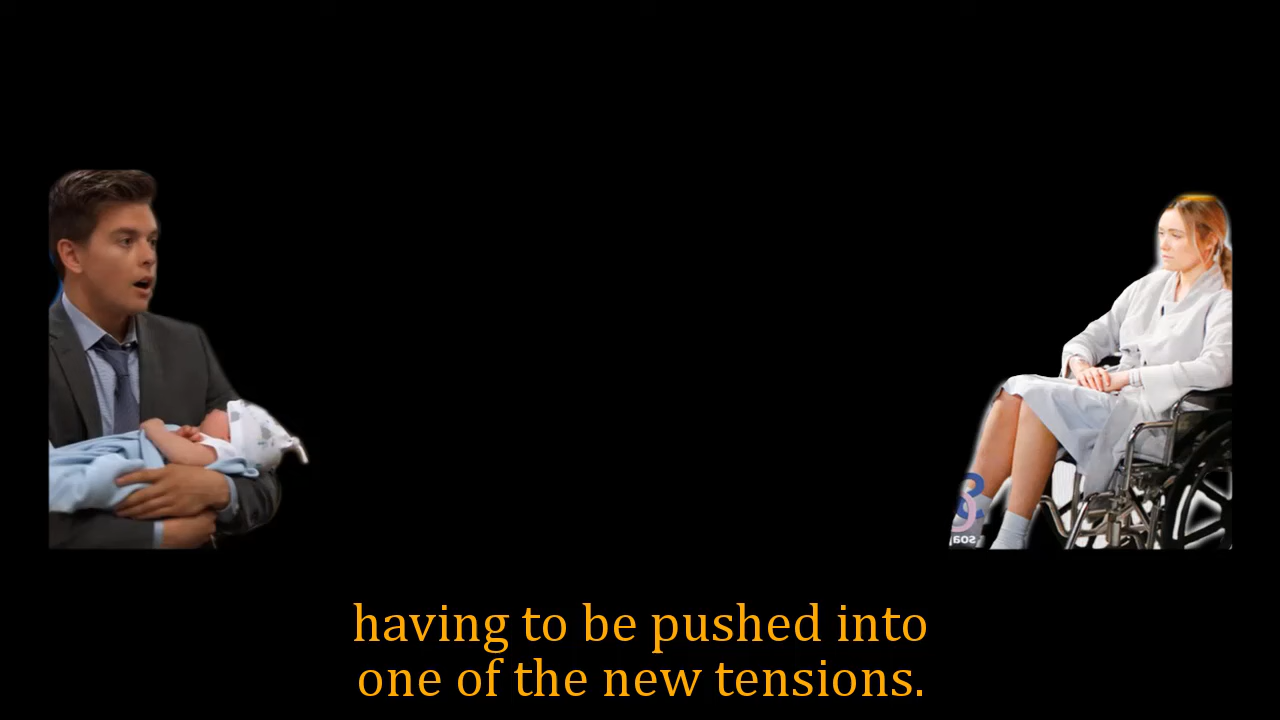 having to be pushed into
one of the new tensions.